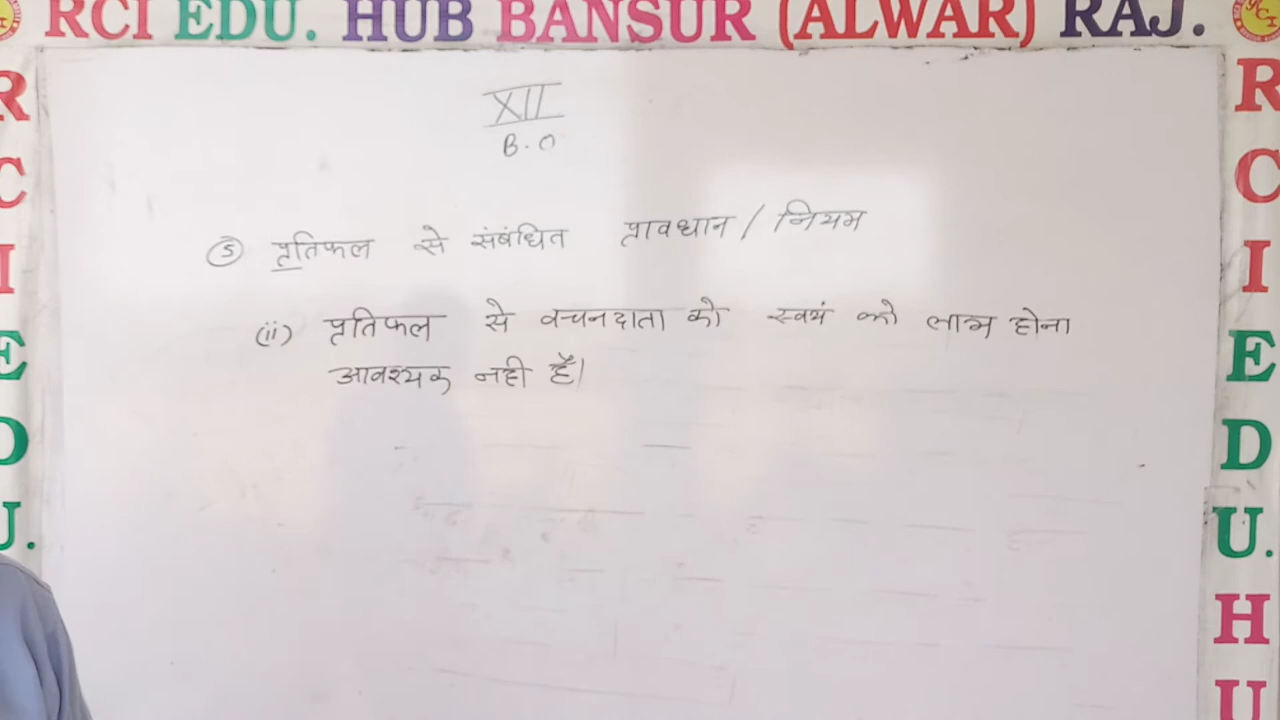 RCI EDU. HUB BANSUR (ALWAR) RAJ.
XII
B.O
(5) प्रतिफल से संबंधित प्रावधान / नियम
(ii) प्रतिफल से वचनदाता को स्वयं को लाभ होना
आवश्यक नही है।
R
C
I
E
D
U.
R
C
I
E
D
U.
H
U